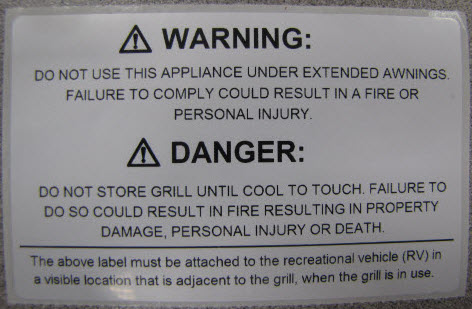 WARNING:
DO NOT USE THIS APPLIANCE UNDER EXTENDED AWNINGS.
FAILURE TO COMPLY COULD RESULT IN A FIRE OR
PERSONAL INJURY.
DANGER:
DO NOT STORE GRILL UNTIL COOL TO TOUCH. FAILURE TO
DO SO COULD RESULT IN FIRE RESULTING IN PROPERTY
DAMAGE, PERSONAL INJURY OR DEATH.
The above label must be attached to the recreational vehicle (RV) in
a visible location that is adjacent to the grill, when the grill is in use.